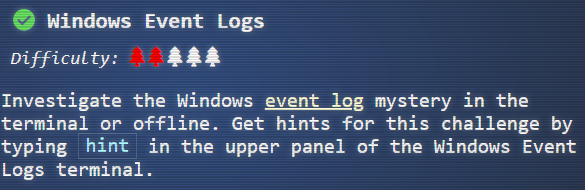 Windows Event Logs
Difficulty:
Investigate the Windows event log mystery in the
terminal or offline. Get hints for this challenge by
typing hint in the upper panel of the Windows Event
Logs terminal.